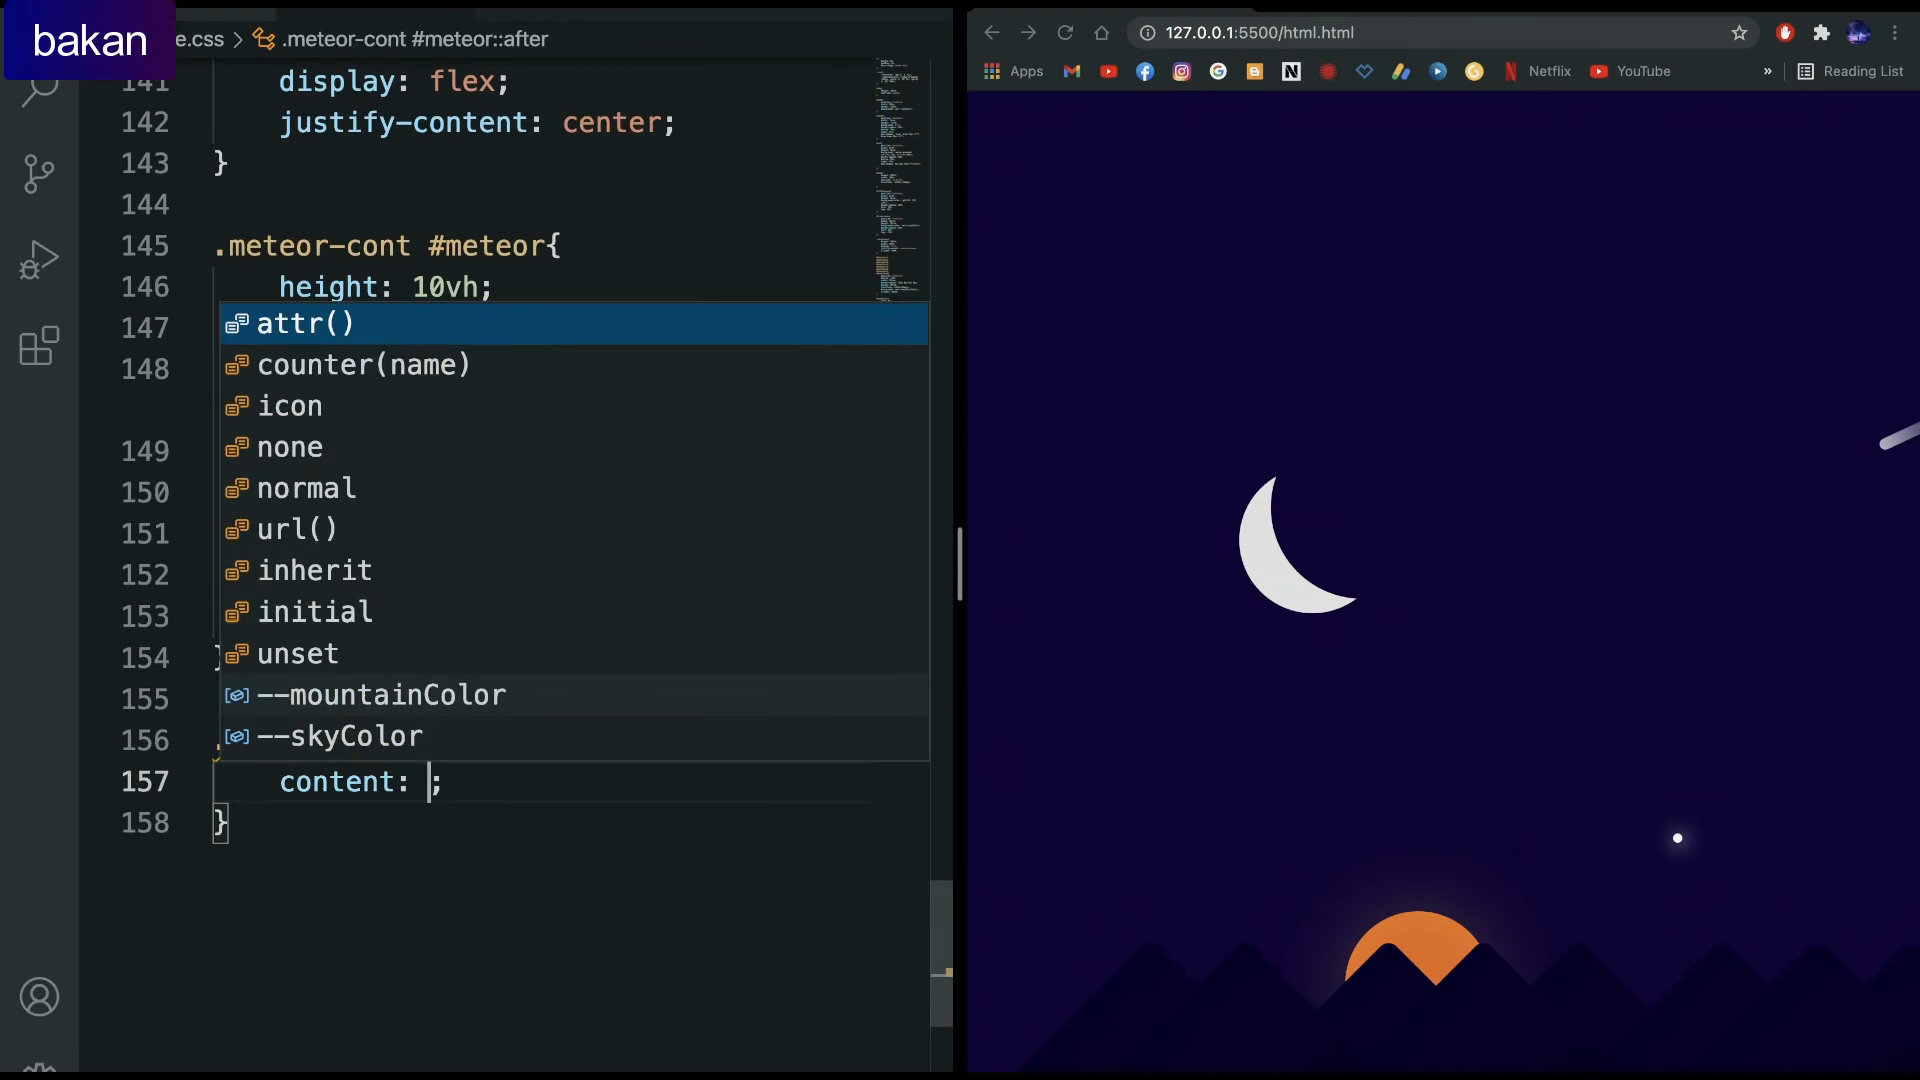 bakan
e.css > .meteor-cont #meteor::after
141 display: flex;
142 justify-content: center;
143 }
144
145 .meteor-cont #meteor{
146 height: 10vh;
147
148
149
150
151
152
153
154 }
155
156 .
attr()
counter(name)
icon
none
normal
url()
inherit
initial
unset
--mountainColor
--skyColor
157 content: ;
158 }
127.0.0.1:5500/html.html
Apps
Netflix
YouTube
»
Reading List